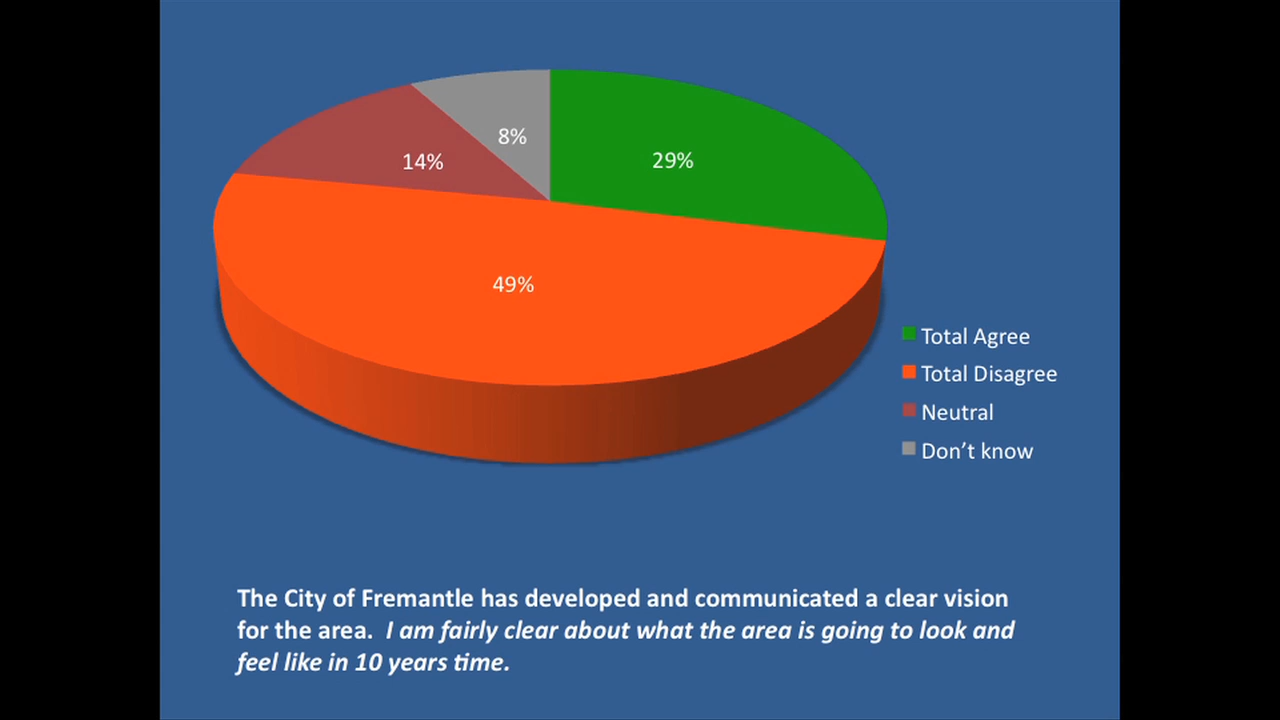 8%
14%
29%
49%
Total Agree
Total Disagree
Neutral
Don’t know
The City of Fremantle has developed and communicated a clear vision
for the area. I am fairly clear about what the area is going to look and
feel like in 10 years time.